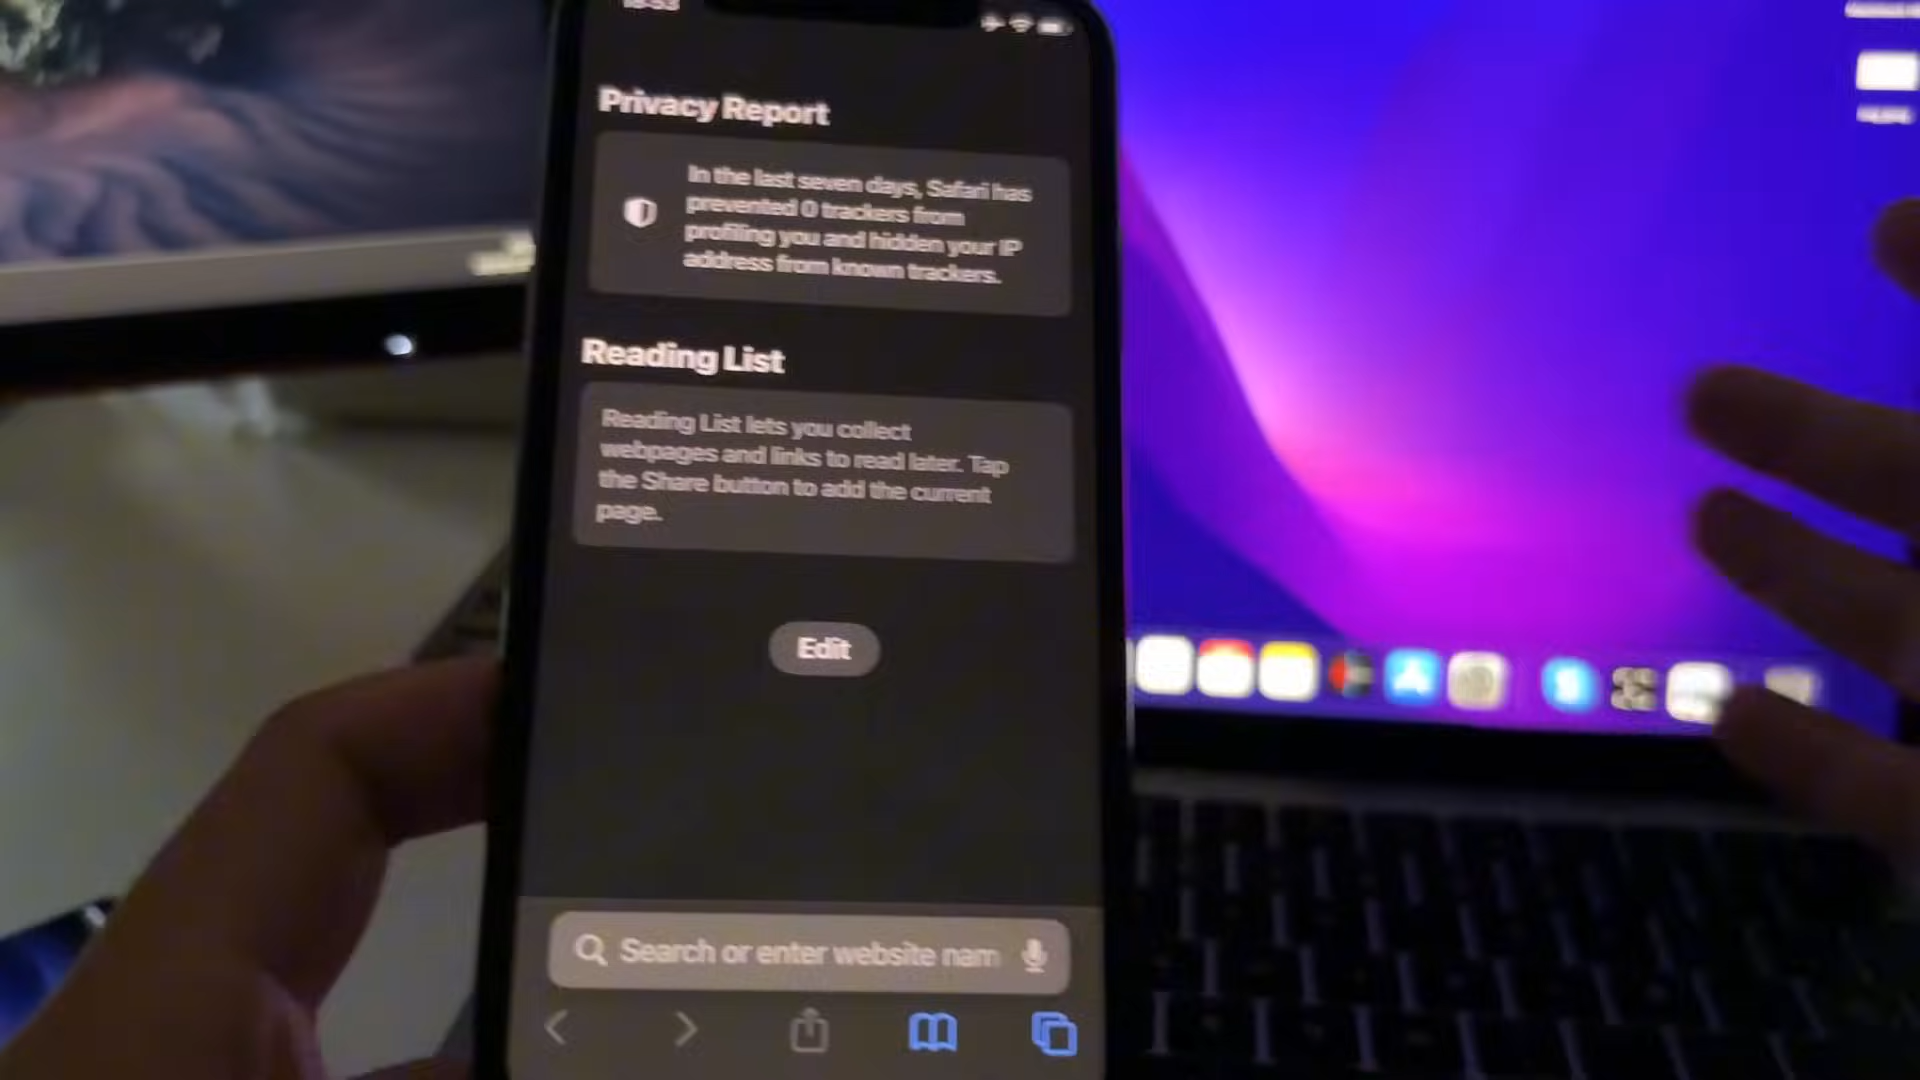 Privacy Report
In the last seven days, Safari has
prevented 0 trackers from
profiling you and hidden your IP
address from known trackers.
Reading List
Reading List lets you collect
webpages and links to read later. Tap
the Share button to add the current
page.
Edit
Search or enter website nam